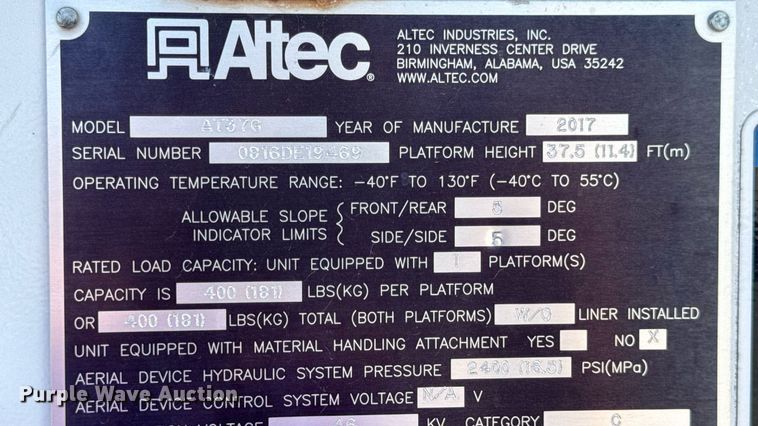 Altec
ALTEC INDUSTRIES, INC.
210 INVERNESS CENTER DRIVE
BIRMINGHAM, ALABAMA, USA 35242
WWW.ALTEC.COM
MODEL AT37G YEAR OF MANUFACTURE 2017
SERIAL NUMBER PLATFORM HEIGHT 37.5 (11.4) FT(m)
OPERATING TEMPERATURE RANGE: -40°F TO 130°F (-40°C TO 55°C)
ALLOWABLE SLOPE INDICATOR LIMITS
FRONT/REAR 5 DEG
SIDE/SIDE 5 DEG
RATED LOAD CAPACITY: UNIT EQUIPPED WITH 1 PLATFORM(S)
CAPACITY IS 400 (181) LBS(KG) PER PLATFORM
OR 400 (181) LBS(KG) TOTAL (BOTH PLATFORMS) W/O LINER INSTALLED
UNIT EQUIPPED WITH MATERIAL HANDLING ATTACHMENT YES NO X
AERIAL DEVICE HYDRAULIC SYSTEM PRESSURE 2400 (16.5) PSI(MPa)
AERIAL DEVICE CONTROL SYSTEM VOLTAGE N/A V
VOLTAGE 46 KV CATEGORY C
Purple Wave Auction